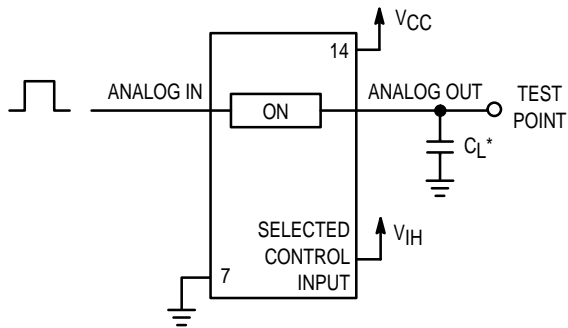 VCC
14
ANALOG IN
ON
ANALOG OUT
TEST
POINT
CL*
SELECTED
CONTROL
INPUT
VIH
7